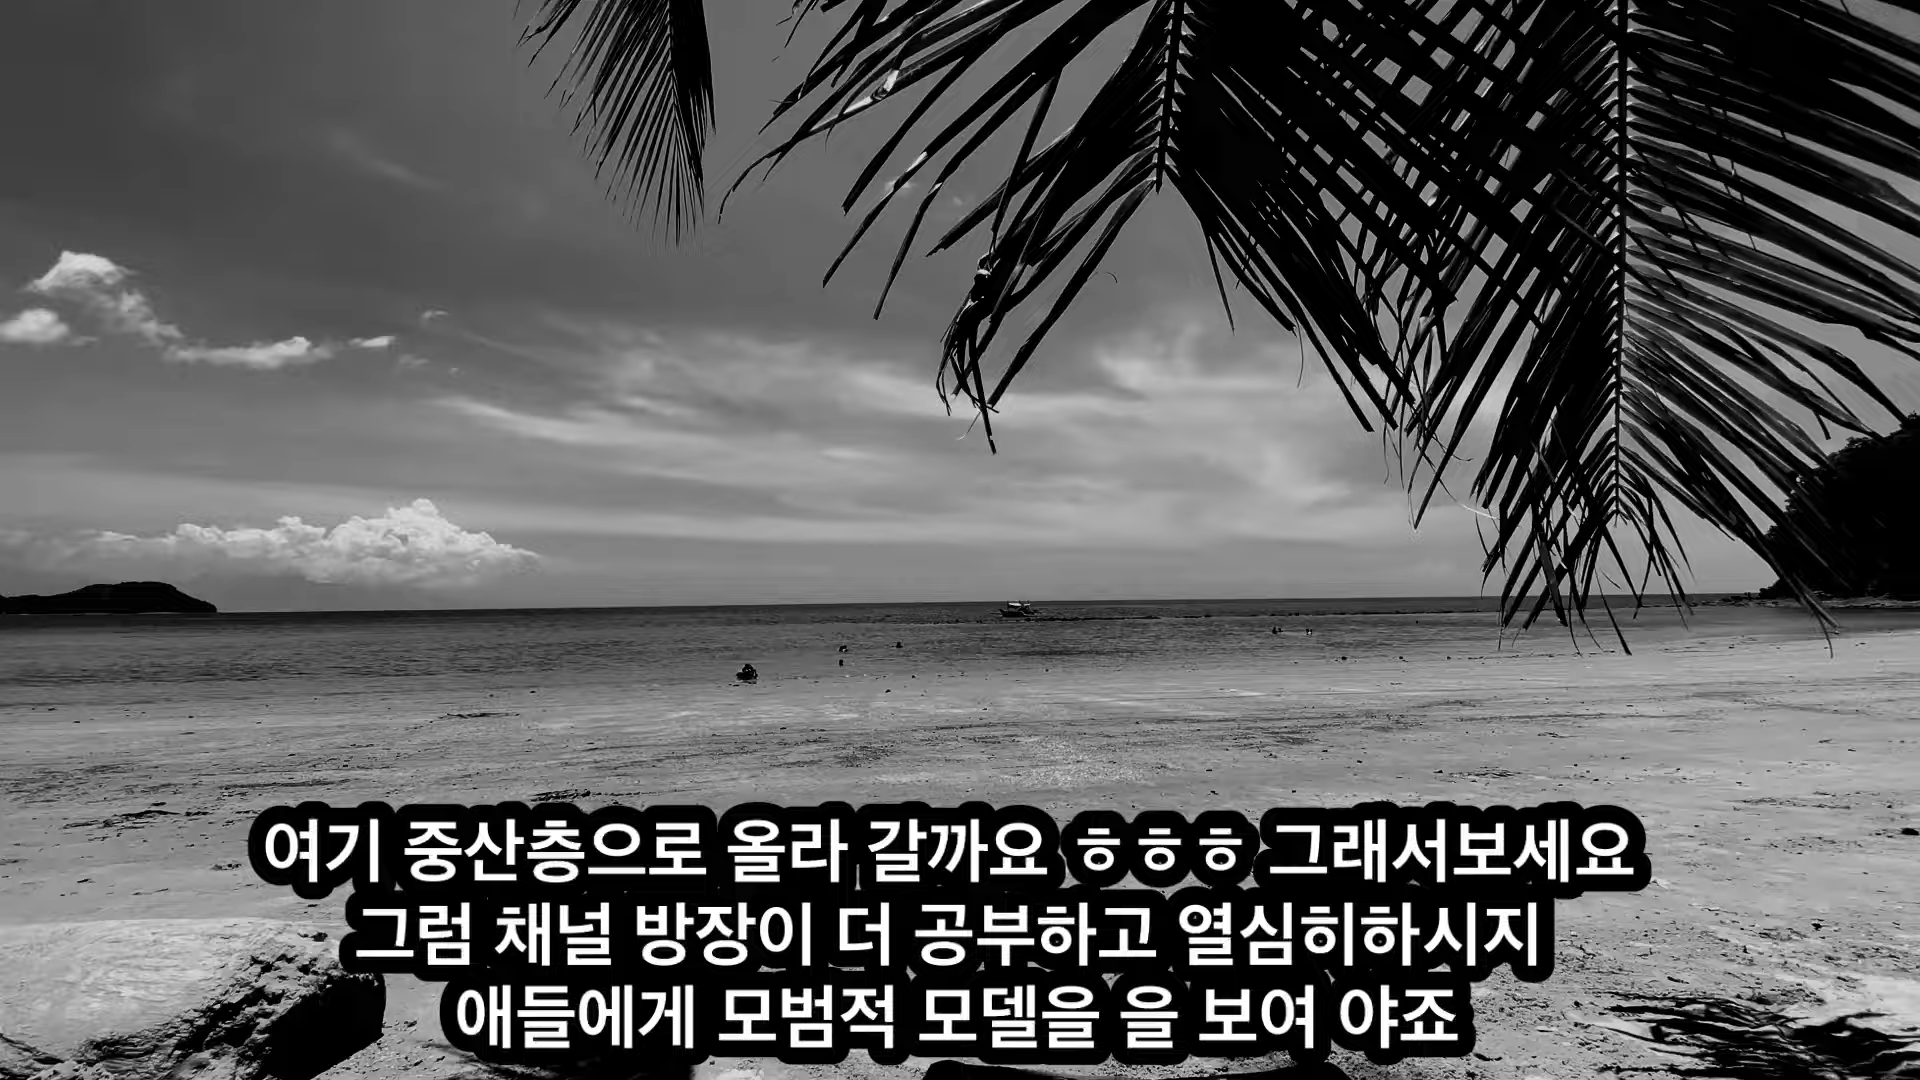 여기 중산층으로 올라 갈까요 ㅎㅎㅎ 그래서보세요
그럼 채널 방장이 더 공부하고 열심히하시지
애들에게 모범적 모델을 을 보여 야죠